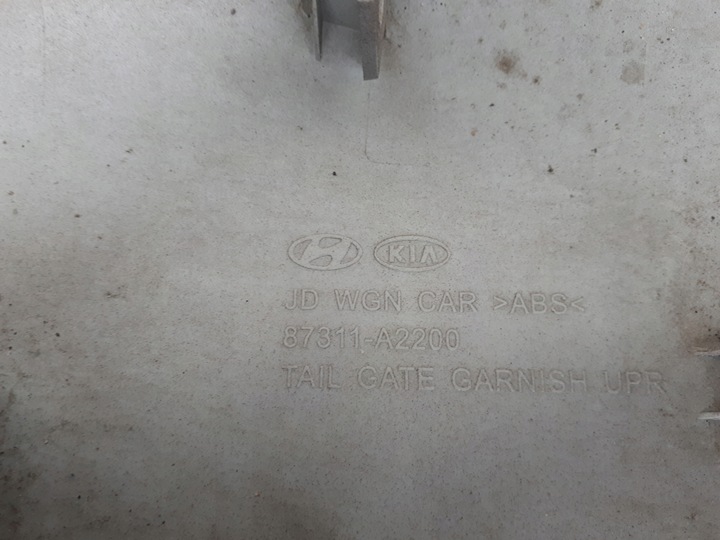 KIA
JD WGN CAR >ABS<
87311-A2200
TAIL GATE GARNISH UPR